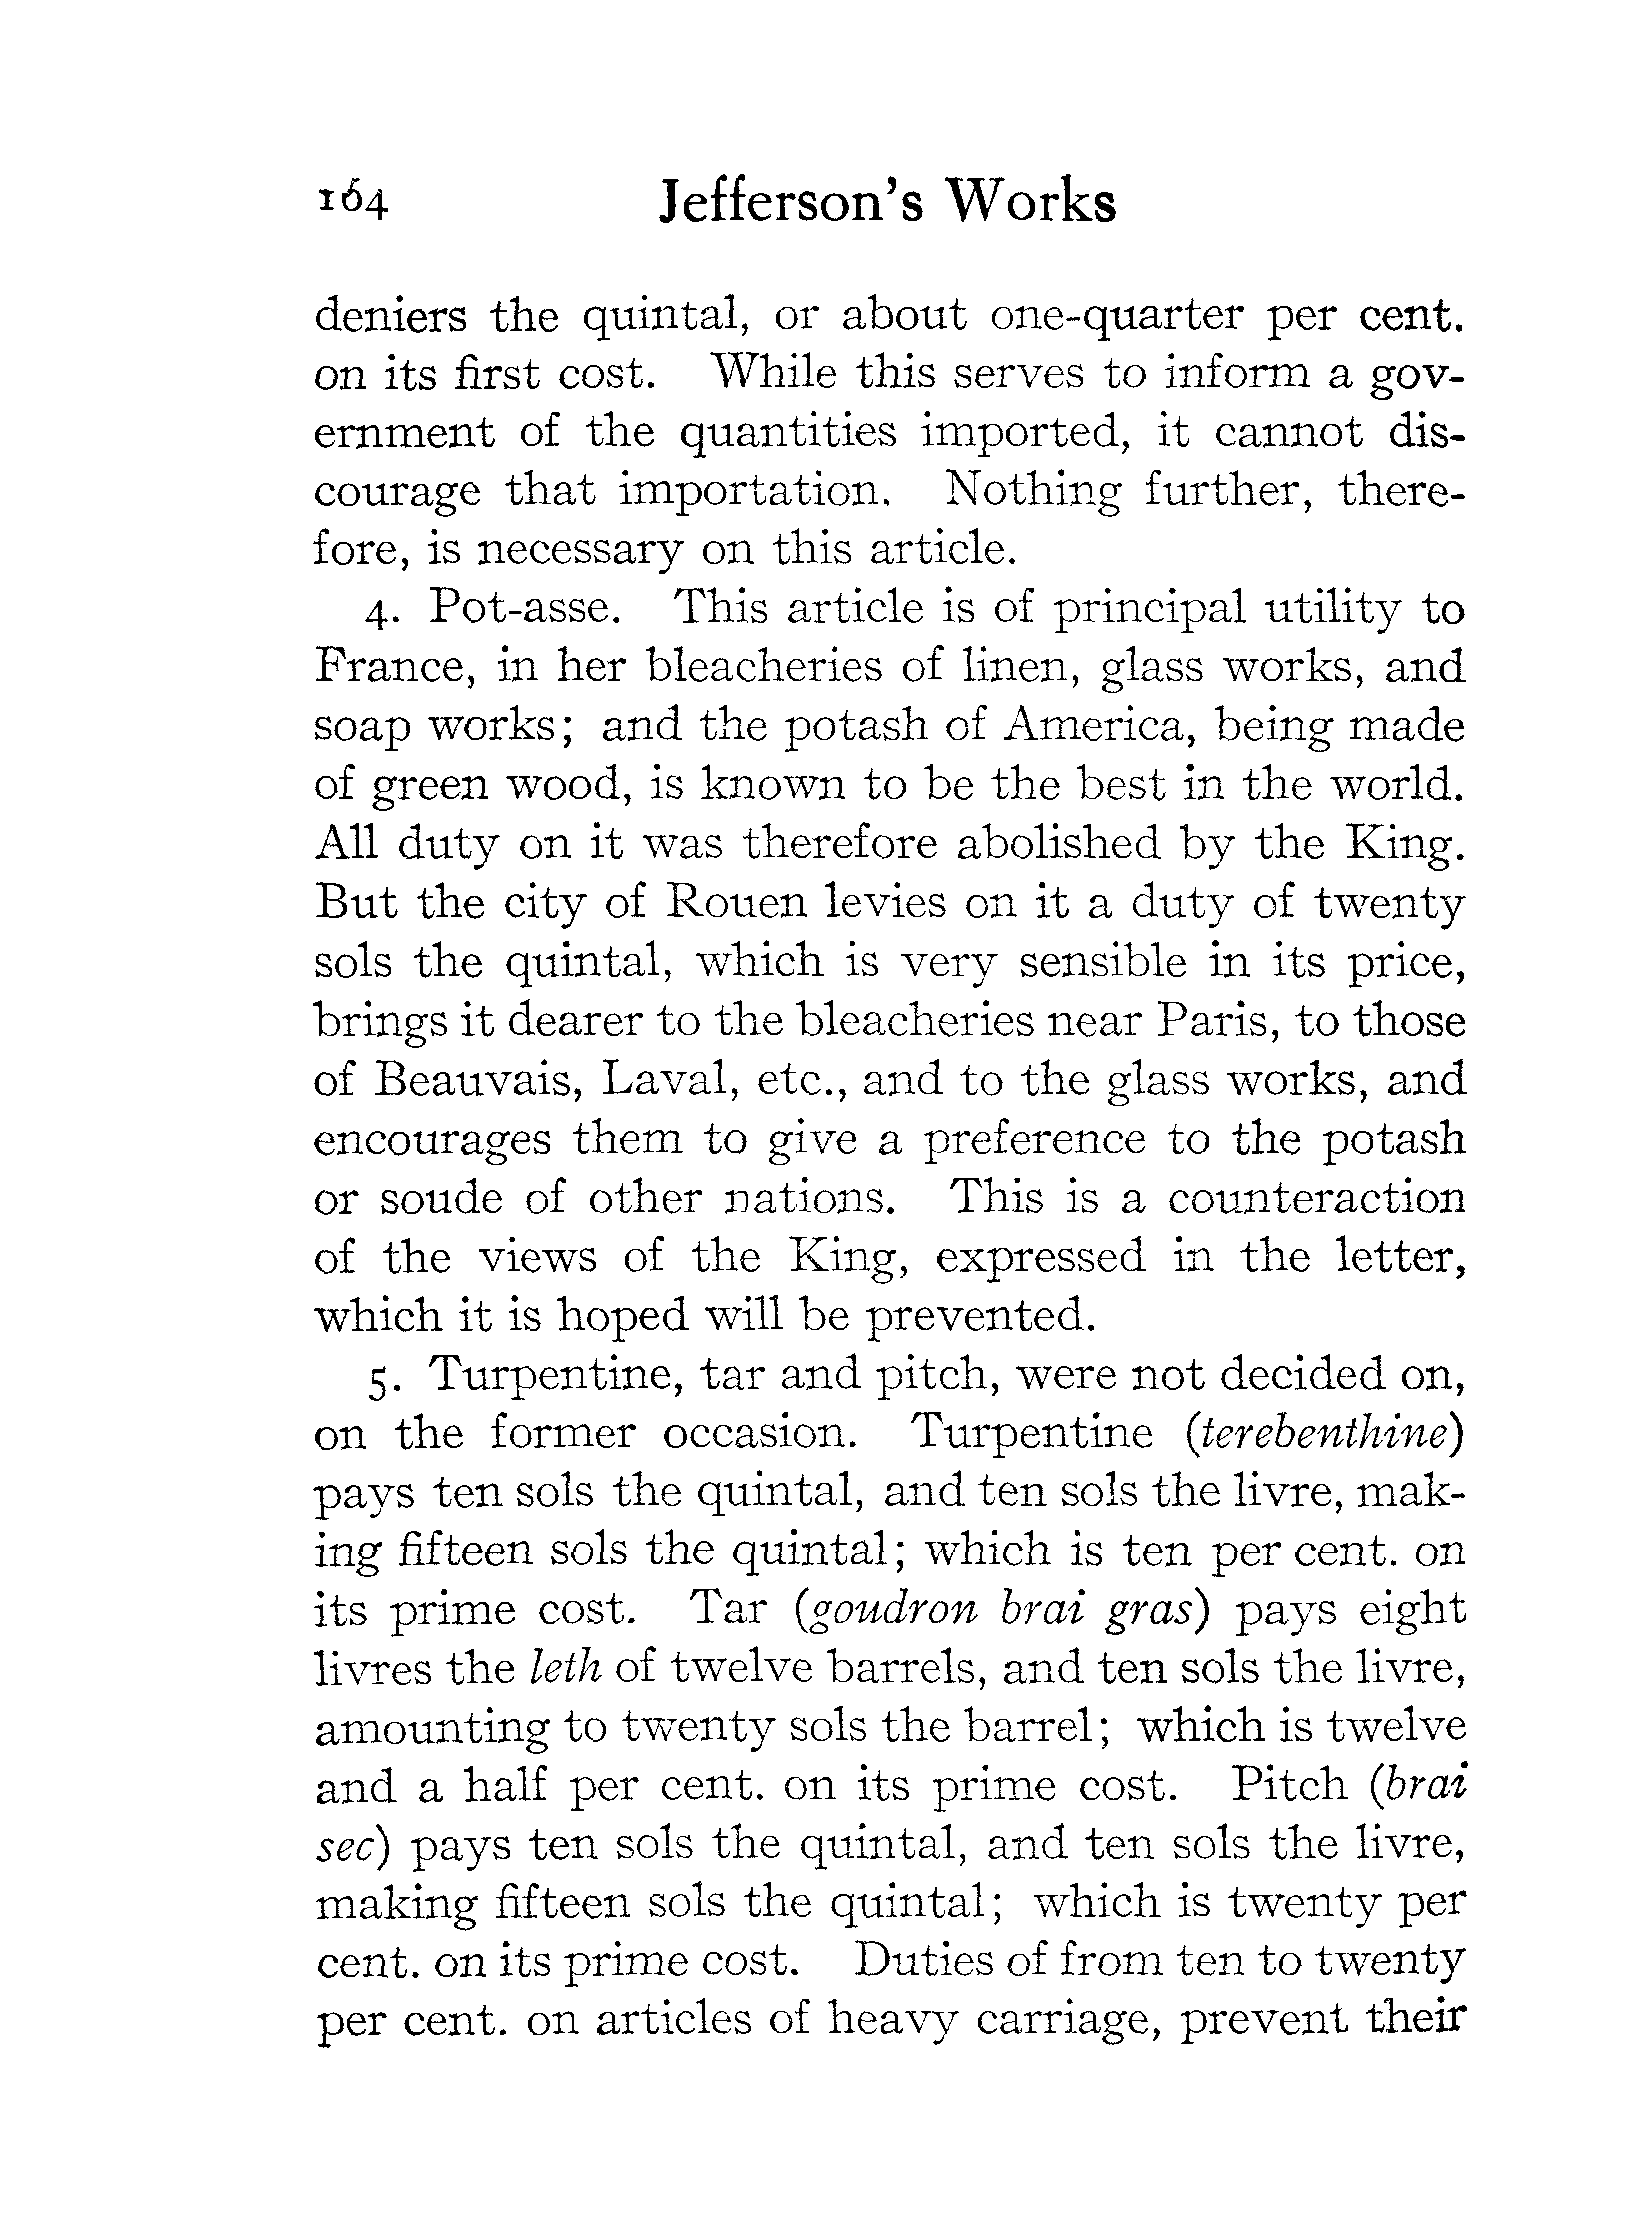 164 Jefferson's Works
deniers the quintal, or about one-quarter per cent.
on its first cost. While this serves to inform a gov-
ernment of the quantities imported, it cannot dis-
courage that importation. Nothing further, there-
fore, is necessary on this article.
4. Pot-asse. This article is of principal utility to
France, in her bleacheries of linen, glass works, and
soap works; and the potash of America, being made
of green wood, is known to be the best in the world.
All duty on it was therefore abolished by the King.
But the city of Rouen levies on it a duty of twenty
sols the quintal, which is very sensible in its price,
brings it dearer to the bleacheries near Paris, to those
of Beauvais, Laval, etc., and to the glass works, and
encourages them to give a preference to the potash
or soude of other nations. This is a counteraction
of the views of the King, expressed in the letter,
which it is hoped will be prevented.
5. Turpentine, tar and pitch, were not decided on,
on the former occasion. Turpentine (terebenthine)
pays ten sols the quintal, and ten sols the livre, mak-
ing fifteen sols the quintal; which is ten per cent. on
its prime cost. Tar (goudron brai gras) pays eight
livres the leth of twelve barrels, and ten sols the livre,
amounting to twenty sols the barrel; which is twelve
and a half per cent. on its prime cost. Pitch (brai
sec) pays ten sols the quintal, and ten sols the livre,
making fifteen sols the quintal; which is twenty per
cent. on its prime cost. Duties of from ten to twenty
per cent. on articles of heavy carriage, prevent their